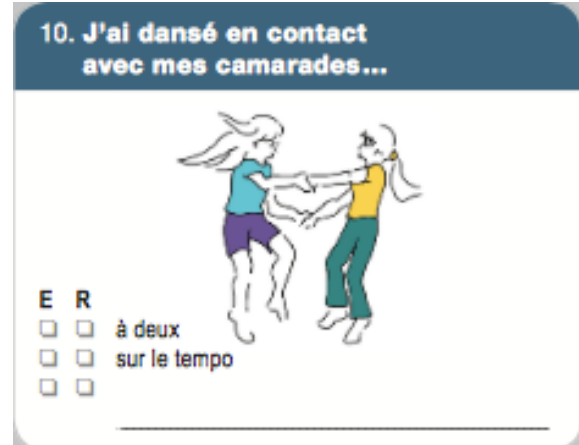 10. J'ai dansé en contact
avec mes camarades...
E R
à deux
sur le tempo